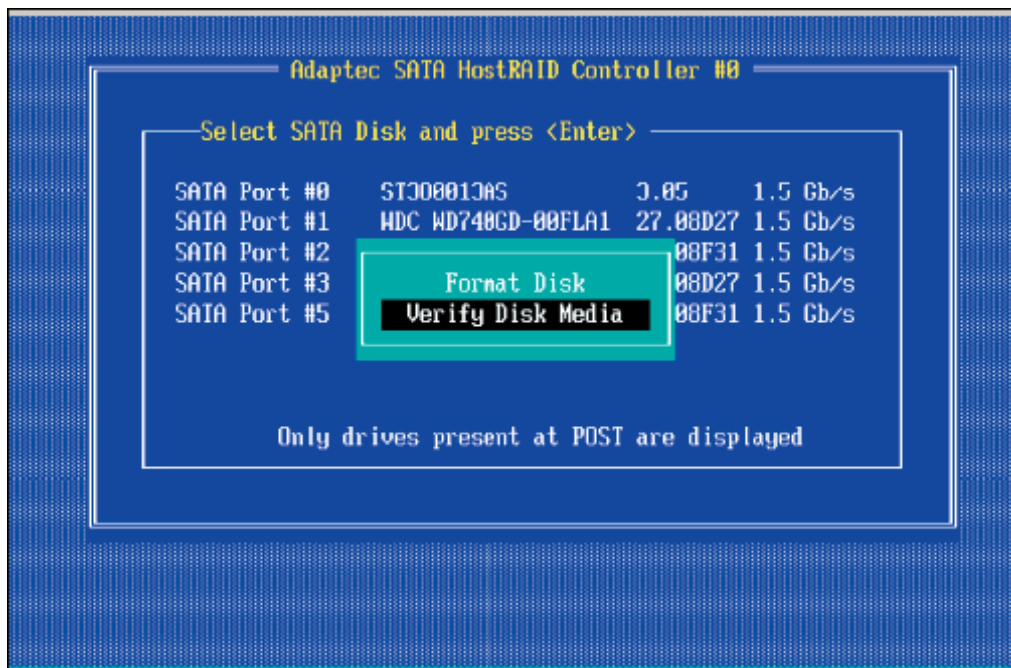 Adaptec SATA HostRAID Controller #0
Select SATA Disk and press <Enter>
SATA Port #0 ST380013AS 3.05 1.5 Gb/s
SATA Port #1 WDC WD740GD-00FLA1 27.08D27 1.5 Gb/s
SATA Port #2 08F31 1.5 Gb/s
SATA Port #3 08D27 1.5 Gb/s
SATA Port #5 08F31 1.5 Gb/s
Format Disk
Verify Disk Media
Only drives present at POST are displayed